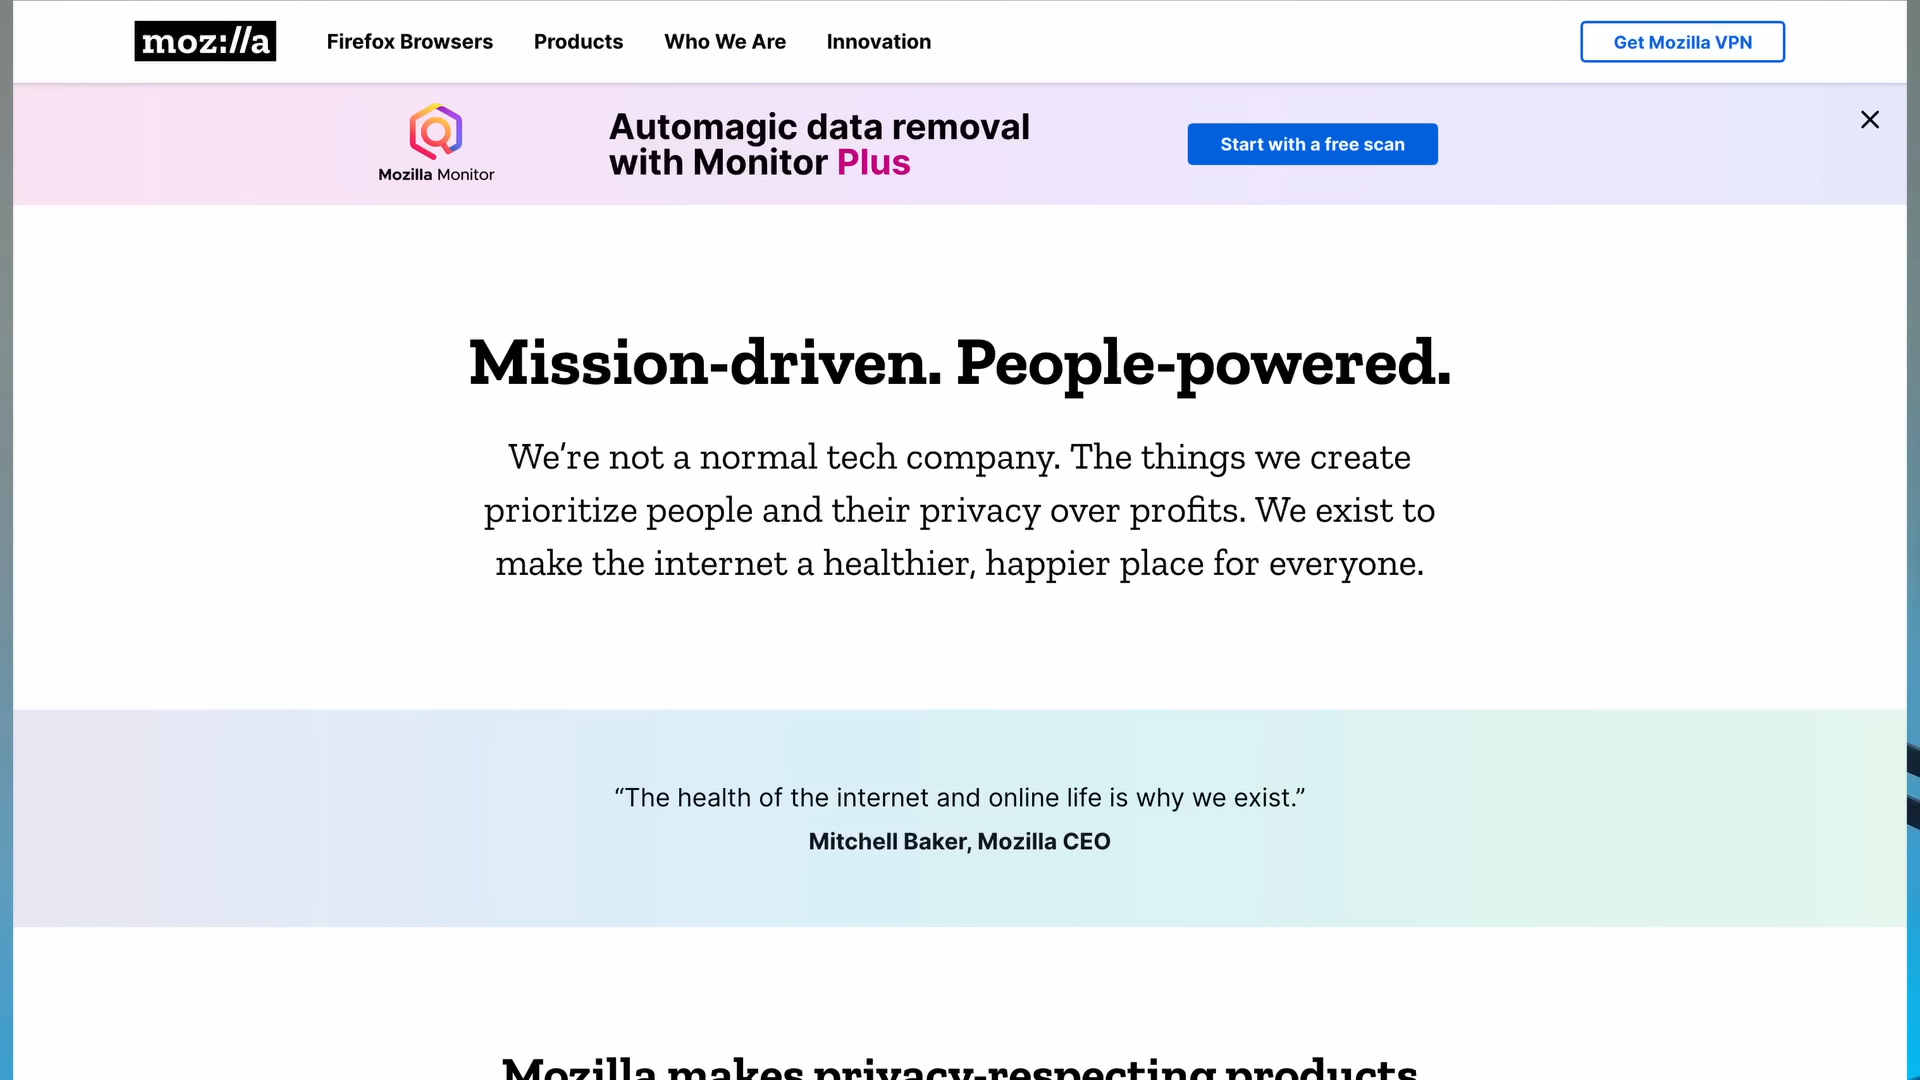 moz://a
Firefox Browsers
Products
Who We Are
Innovation
Get Mozilla VPN
Mozilla Monitor
Automagic data removal
with Monitor Plus
Start with a free scan
Mission-driven. People-powered.
We’re not a normal tech company. The things we create
prioritize people and their privacy over profits. We exist to
make the internet a healthier, happier place for everyone.
“The health of the internet and online life is why we exist.”
Mitchell Baker, Mozilla CEO
Mozilla makes privacy-respecting products